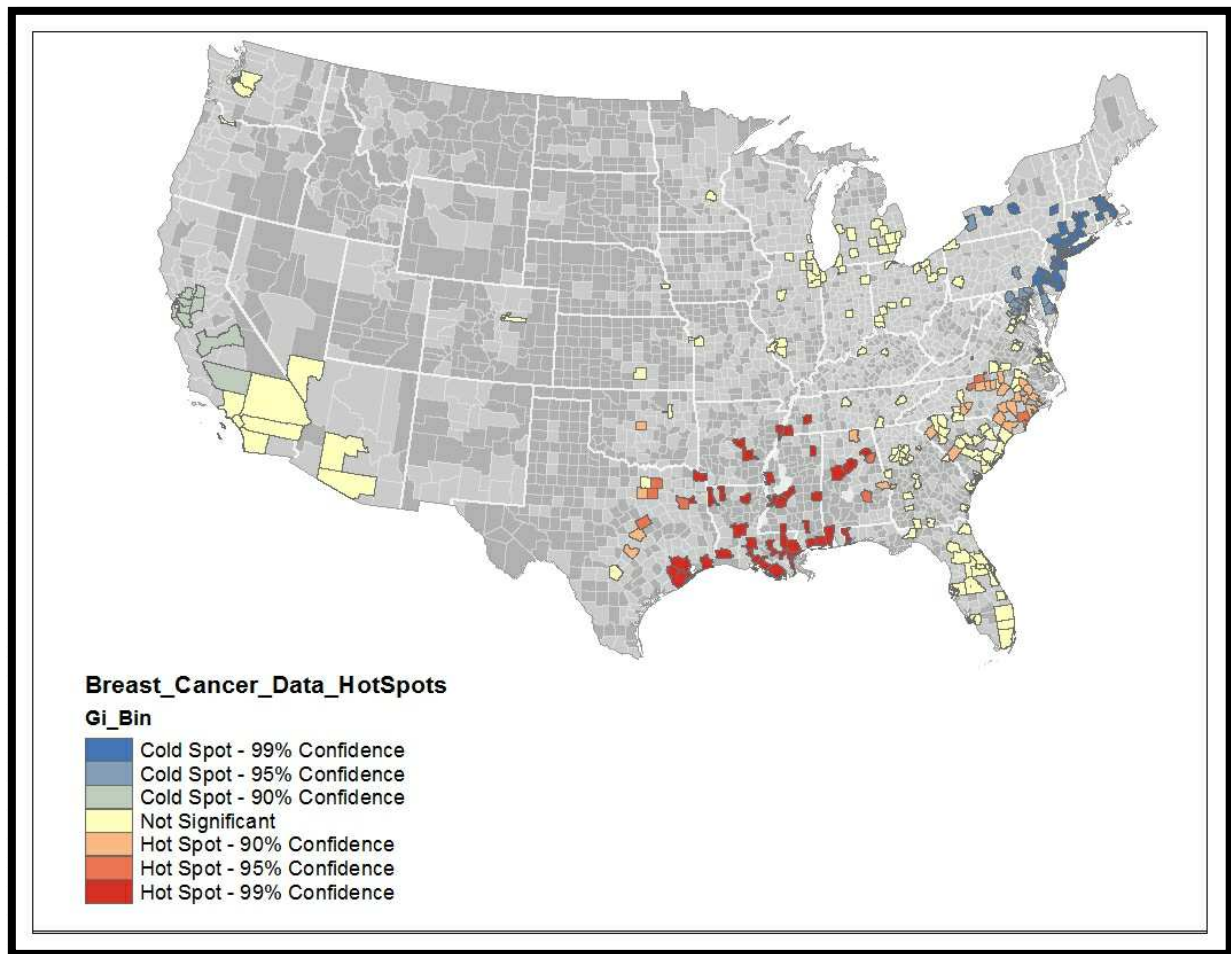 Breast_Cancer_Data_HotSpots
Gi_Bin
Cold Spot - 99% Confidence
Cold Spot - 95% Confidence
Cold Spot - 90% Confidence
Not Significant
Hot Spot - 90% Confidence
Hot Spot - 95% Confidence
Hot Spot - 99% Confidence